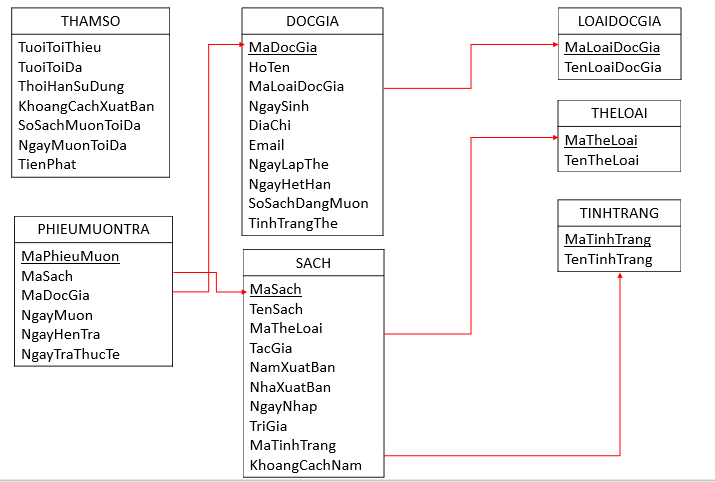 THAMSO
TuoiToiThieu
TuoiToiDa
ThoiHanSuDung
KhoangCachXuatBan
SoSachMuonToiDa
NgayMuonToiDa
TienPhat
DOCGIA
MaDocGia
HoTen
MaLoaiDocGia
NgaySinh
DiaChi
Email
NgayLapThe
NgayHetHan
SoSachDangMuon
TinhTrangThe
LOAIDOCGIA
MaLoaiDocGia
TenLoaiDocGia
THELOAI
MaTheLoai
TenTheLoai
TINHTRANG
MaTinhTrang
TenTinhTrang
PHIEUMUONTRA
MaPhieuMuon
MaSach
MaDocGia
NgayMuon
NgayHenTra
NgayTraThucTe
SACH
MaSach
TenSach
MaTheLoai
TacGia
NamXuatBan
NhaXuatBan
NgayNhap
TriGia
MaTinhTrang
KhoangCachNam